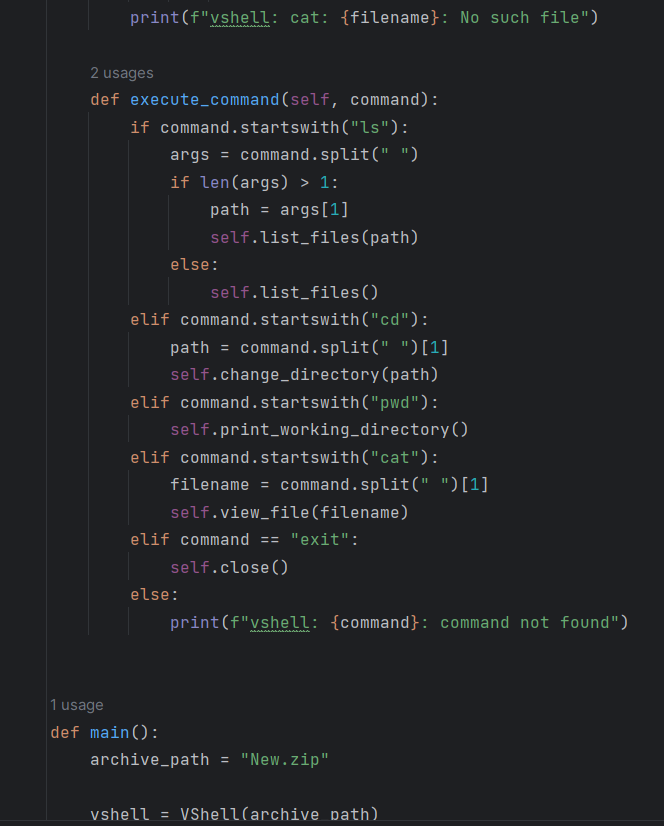 print(f"vshell: cat: {filename}: No such file")
2 usages
def execute_command(self, command):
if command.startswith("ls"):
args = command.split(" ")
if len(args) > 1:
path = args[1]
self.list_files(path)
else:
self.list_files()
elif command.startswith("cd"):
path = command.split(" ")[1]
self.change_directory(path)
elif command.startswith("pwd"):
self.print_working_directory()
elif command.startswith("cat"):
filename = command.split(" ")[1]
self.view_file(filename)
elif command == "exit":
self.close()
else:
print(f"vshell: {command}: command not found")
1 usage
def main():
archive_path = "New.zip"
vshell = VShell(archive_path)